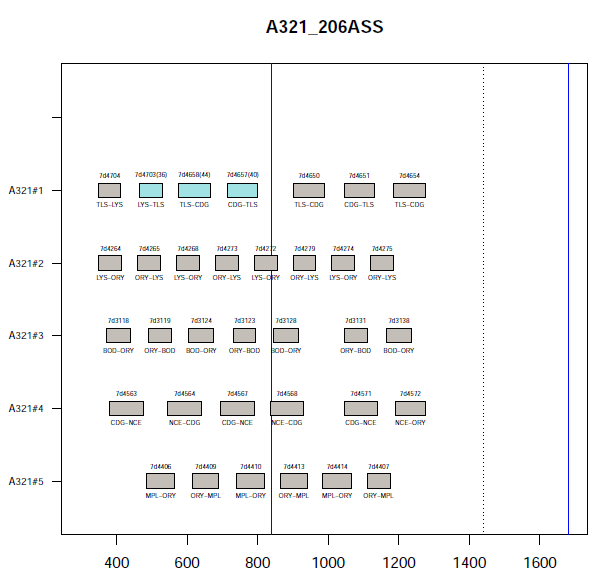 A321_206ASS
7d4704 7d4703(36) 7d4658(44) 7d4657(40) 7d4650 7d4651 7d4654
A321#1
TLS-LYS LYS-TLS TLS-CDG CDG-TLS TLS-CDG CDG-TLS TLS-CDG
7d4264 7d4265 7d4268 7d4273 7d4272 7d4279 7d4274 7d4275
A321#2
LYS-ORY ORY-LYS LYS-ORY ORY-LYS LYS-ORY ORY-LYS LYS-ORY ORY-LYS
7d3118 7d3119 7d3124 7d3123 7d3128 7d3131 7d3138
A321#3
BOD-ORY ORY-BOD BOD-ORY ORY-BOD BOD-ORY ORY-BOD BOD-ORY
7d4563 7d4564 7d4567 7d4568 7d4571 7d4572
A321#4
CDG-NCE NCE-CDG CDG-NCE NCE-CDG CDG-NCE NCE-ORY
7d4406 7d4409 7d4410 7d4413 7d4414 7d4407
A321#5
MPL-ORY ORY-MPL MPL-ORY ORY-MPL MPL-ORY ORY-MPL
400 600 800 1000 1200 1400 1600